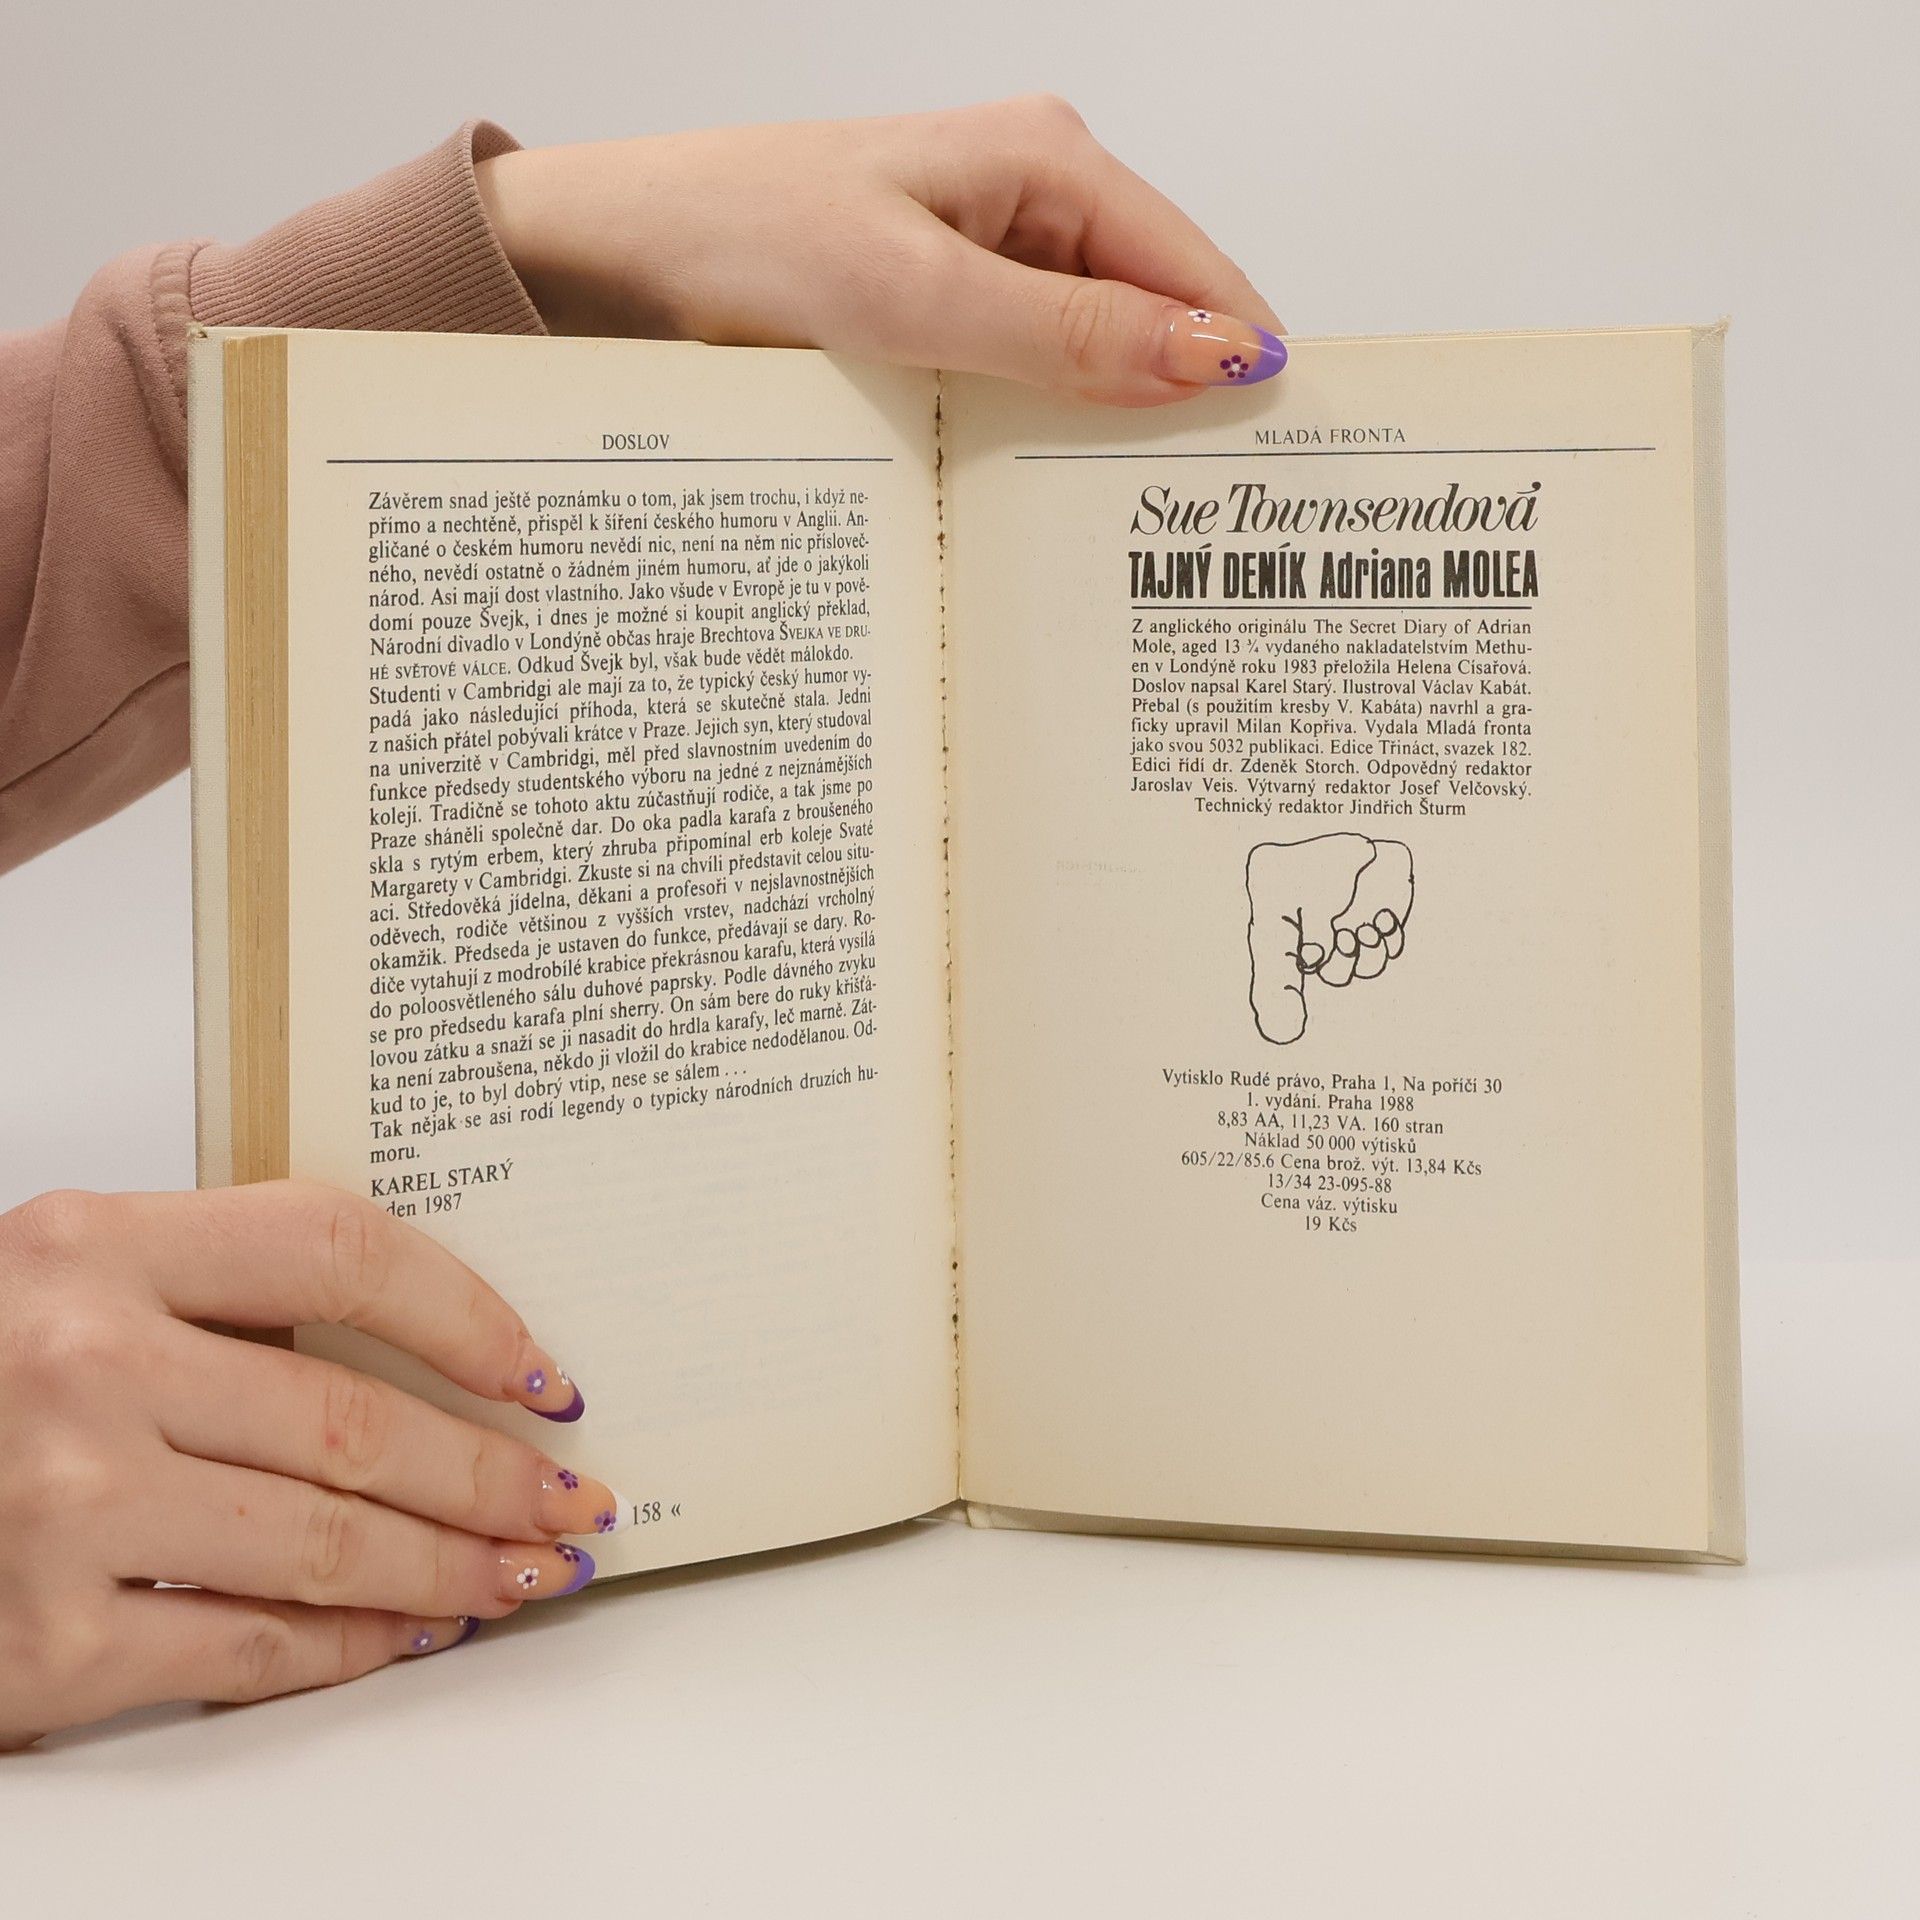 DOSLOV
Závěrem snad ještě poznámku o tom, jak jsem trochu, i když ne-
přímo a nechtěně, přispěl k šíření českého humoru v Anglii. An-
gličané o českém humoru nevědí nic, není na něm nic přísloveč-
ného, nevědí ostatně o žádném jiném humoru, ať jde o jakýkoli
národ. Asi mají dost vlastního. Jako všude v Evropě je tu v pově-
domí pouze Švejk, i dnes je možné si koupit anglický překlad,
Národní divadlo v Londýně občas hraje Brechtova ŠVEJKA VE DRU-
HÉ SVĚTOVÉ VÁLCE. Odkud Švejk byl, však bude vědět málokdo.
Studenti v Cambridgi ale mají za to, že typický český humor vy-
padá jako následující příhoda, která se skutečně stala. Jedni
z našich přátel pobývali krátce v Praze. Jejich syn, který studoval
na univerzitě v Cambridgi, měl před slavnostním uvedením do
funkce předsedy studentského výboru na jedné z nejznámějších
kolejí. Tradičně se tohoto aktu zúčastňují rodiče, a tak jsme po
Praze sháněli společně dar. Do oka padla karafa z broušeného
skla s rytým erbem, který zhruba připomínal erb koleje Svaté
Margarety v Cambridgi. Zkuste si na chvíli představit celou situ-
aci. Středověká jídelna, děkani a profesoři v nejslavnostnějších
oděvech, rodiče většinou z vyšších vrstev, nadchází vrcholný
okamžik. Předseda je ustaven do funkce, předávají se dary. Ro-
diče vytahují z modrobílé krabice překrásnou karafu, která vysílá
do poloosvětleného sálu duhové paprsky. Podle dávného zvyku
se pro předsedu karafa plní sherry. On sám bere do ruky křišťá-
lovou zátku a snaží se ji nasadit do hrdla karafy, leč marně. Zát-
ka není zabroušena, někdo ji vložil do krabice nedodělanou. Od-
kud to je, to byl dobrý vtip, nese se sálem ...
Tak nějak se asi rodí legendy o typicky národních druzích hu-
moru.
KAREL STARÝ
den 1987
158 «
MLADÁ FRONTA
Sue Townsendová
TAJNÝ DENÍK Adriana MOLEA
Z anglického originálu The Secret Diary of Adrian
Mole, aged 13 ¾ vydaného nakladatelstvím Methu-
en v Londýně roku 1983 přeložila Helena Císařová.
Doslov napsal Karel Starý. Ilustroval Václav Kabát.
Přebal (s použitím kresby V. Kabáta) navrhl a gra-
ficky upravil Milan Kopřiva. Vydala Mladá fronta
jako svou 5032 publikaci. Edice Třináct, svazek 182.
Edici řídí dr. Zdeněk Storch. Odpovědný redaktor
Jaroslav Veis. Výtvarný redaktor Josef Velčovský.
Technický redaktor Jindřich Šturm
Vytisklo Rudé právo, Praha 1, Na poříčí 30
1. vydání. Praha 1988
8,83 AA, 11,23 VA. 160 stran
Náklad 50 000 výtisků
605/22/85.6 Cena brož. výt. 13,84 Kčs
13/34 23-095-88
Cena váz. výtisku
19 Kčs